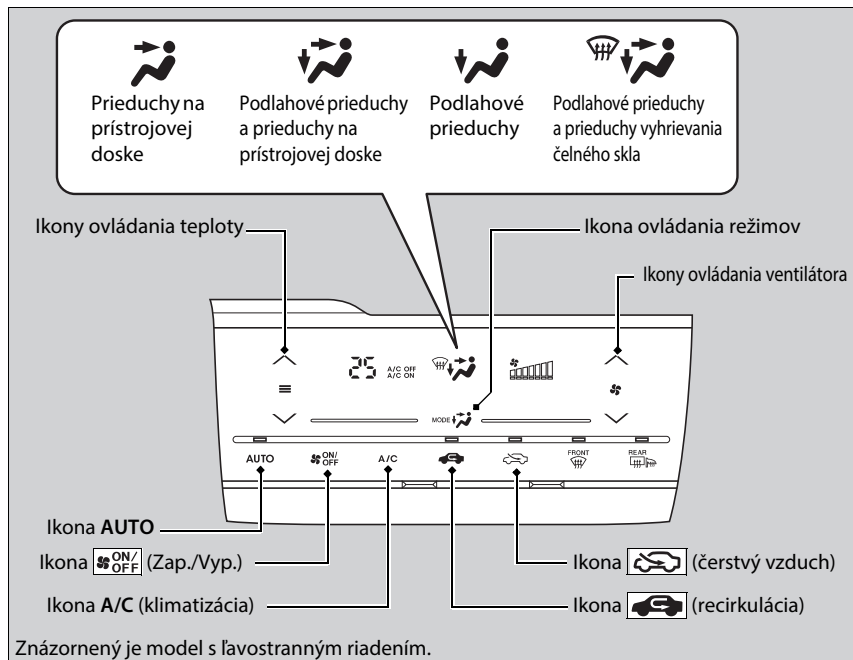 Prieduchy na
prístrojovej
doske
Podlahové prieduchy
a prieduchy na
prístrojovej doske
Podlahové
prieduchy
Podlahové prieduchy
a prieduchy vyhrievania
čelného skla
Ikony ovládania teploty
Ikona ovládania režimov
Ikony ovládania ventilátora
25 A/C OFF
A/C ON
MODE
AUTO
ON/
OFF
A/C
FRONT
REAR
Ikona AUTO
Ikona ON/OFF (Zap./Vyp.)
Ikona A/C (klimatizácia)
Ikona (čerstvý vzduch)
Ikona (recirkulácia)
Znázornený je model s ľavostranným riadením.